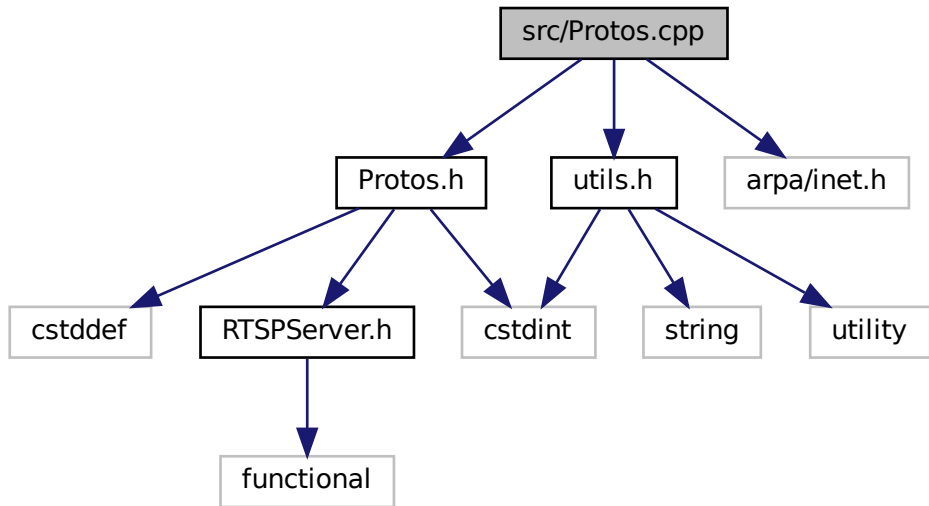 src/Protos.cpp
Protos.h
utils.h
arpa/inet.h
cstddef
RTSPServer.h
cstdint
string
utility
functional